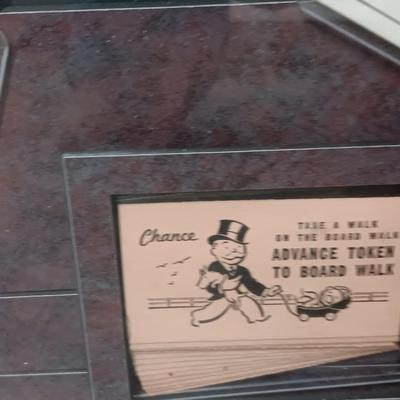 Chance
TAKE A WALK
ON THE BOARD WALK
ADVANCE TOKEN
TO BOARD WALK